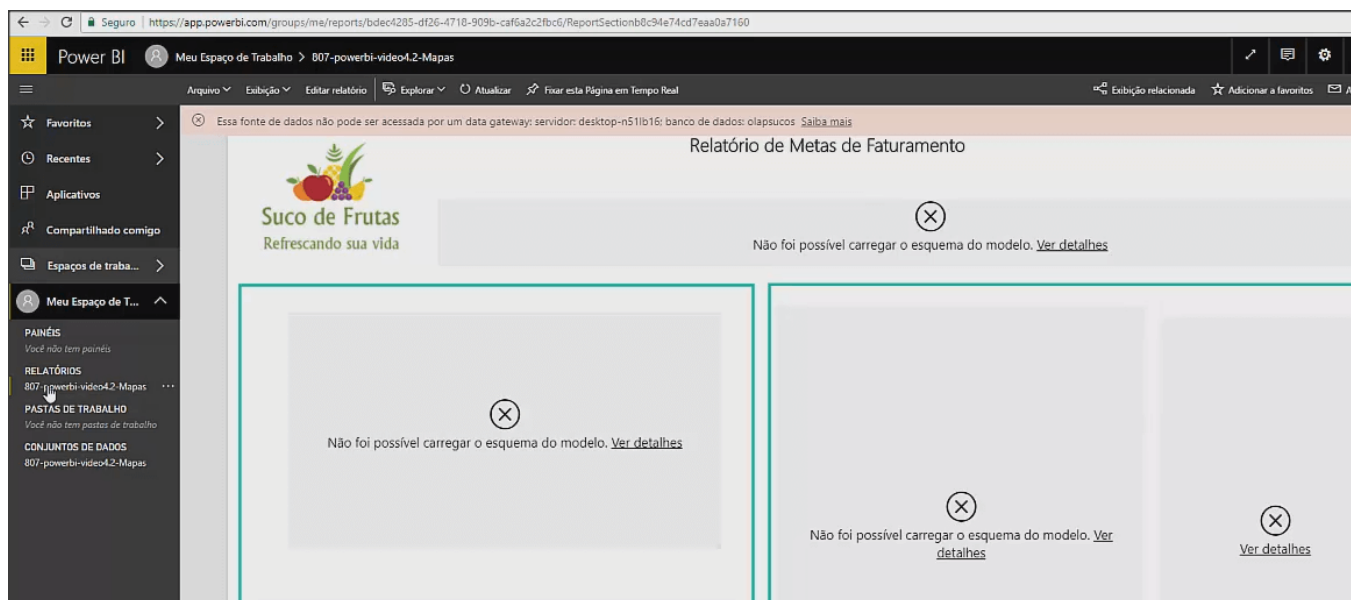 Seguro | https://app.powerbi.com/groups/me/reports/bdec4285-df26-4718-909b-caf6a2c2fbc6/ReportSectionb8c94e74cd7eaa0a7160
Power BI Meu Espaço de Trabalho > 807-powerbi-video4.2-Mapas
Arquivo Exibição Editar relatório Explorar Atualizar Fixar esta Página em Tempo Real Exibição relacionada Adicionar a favoritos
Favoritos
Essa fonte de dados não pode ser acessada por um data gateway: servidor: desktop-n51lb16: banco de dados: olapsucos Saiba mais
Recentes
Aplicativos
Compartilhado comigo
Espaços de traba...
Meu Espaço de T...
PAINÉIS
Você não tem painéis
RELATÓRIOS
807-powerbi-video4.2-Mapas ...
PASTAS DE TRABALHO
Você não tem pastas de trabalho
CONJUNTOS DE DADOS
807-powerbi-video4.2-Mapas
Relatório de Metas de Faturamento
Suco de Frutas
Refrescando sua vida
Não foi possível carregar o esquema do modelo. Ver detalhes
Não foi possível carregar o esquema do modelo. Ver detalhes
Não foi possível carregar o esquema do modelo. Ver
detalhes
Ver detalhes